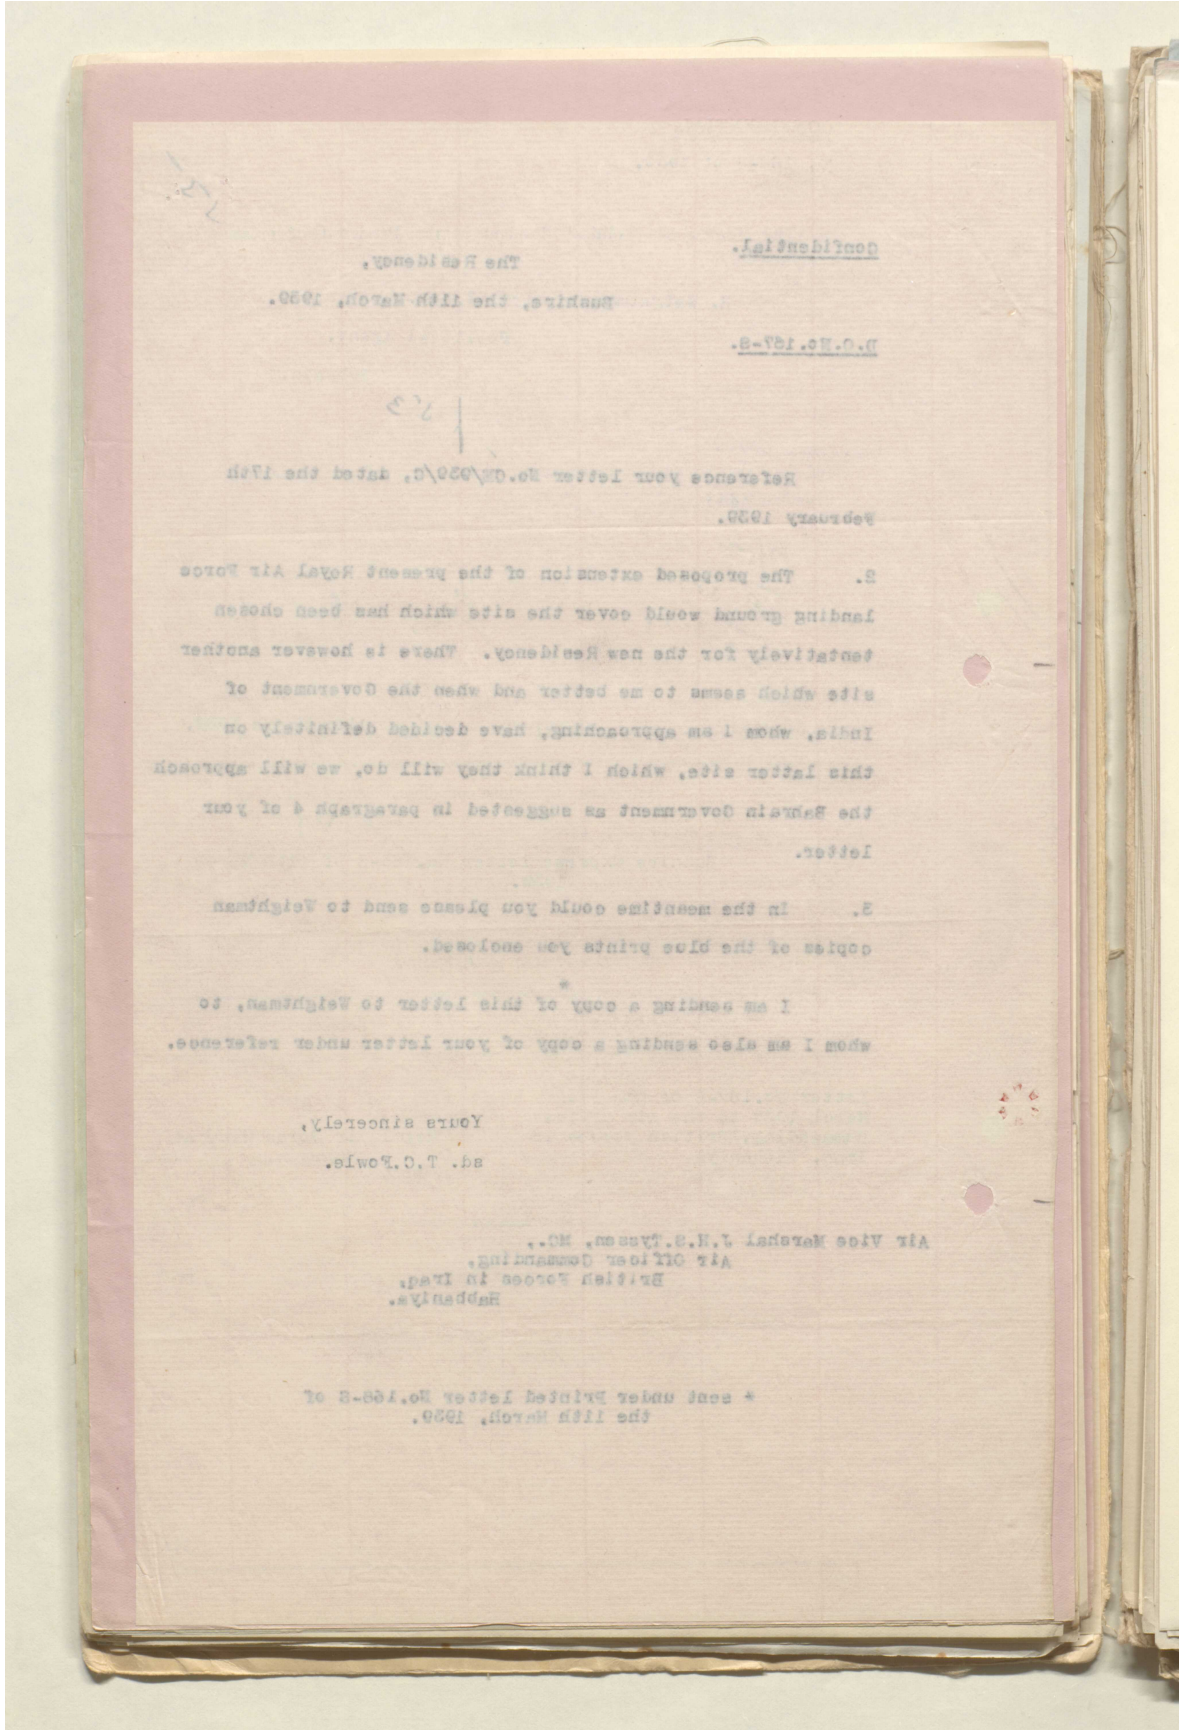 Confidential.
The Residency,
Bushire, the 11th March, 1939.
D.O.No.167-S.
53
Reference your letter No. dated the 17th
February 1939.
2. The proposed extension of the present Royal Air Force
landing ground would cover the site which has been chosen
tentatively for the new Residency. There is however another
site which seems to me better and when the Government of
India, whom I am approaching, have decided definitely on
this latter site, which I think they will do, we will approach
the Bahrain Government as suggested in paragraph 4 of your
letter.
3. In the meantime could you please send to Weightman
copies of the blue prints you enclosed.
*
I am sending a copy of this letter to Weightman, to
whom I am also sending a copy of your letter under reference.
Yours sincerely,
sd. T.C.Fowle.
Air Vice Marshal J.H.S.Tyssen, MC.,
Air Officer Commanding,
British Forces in Iraq,
Habbaniya.
* sent under Printed letter No.168-S of
the 11th March, 1939.